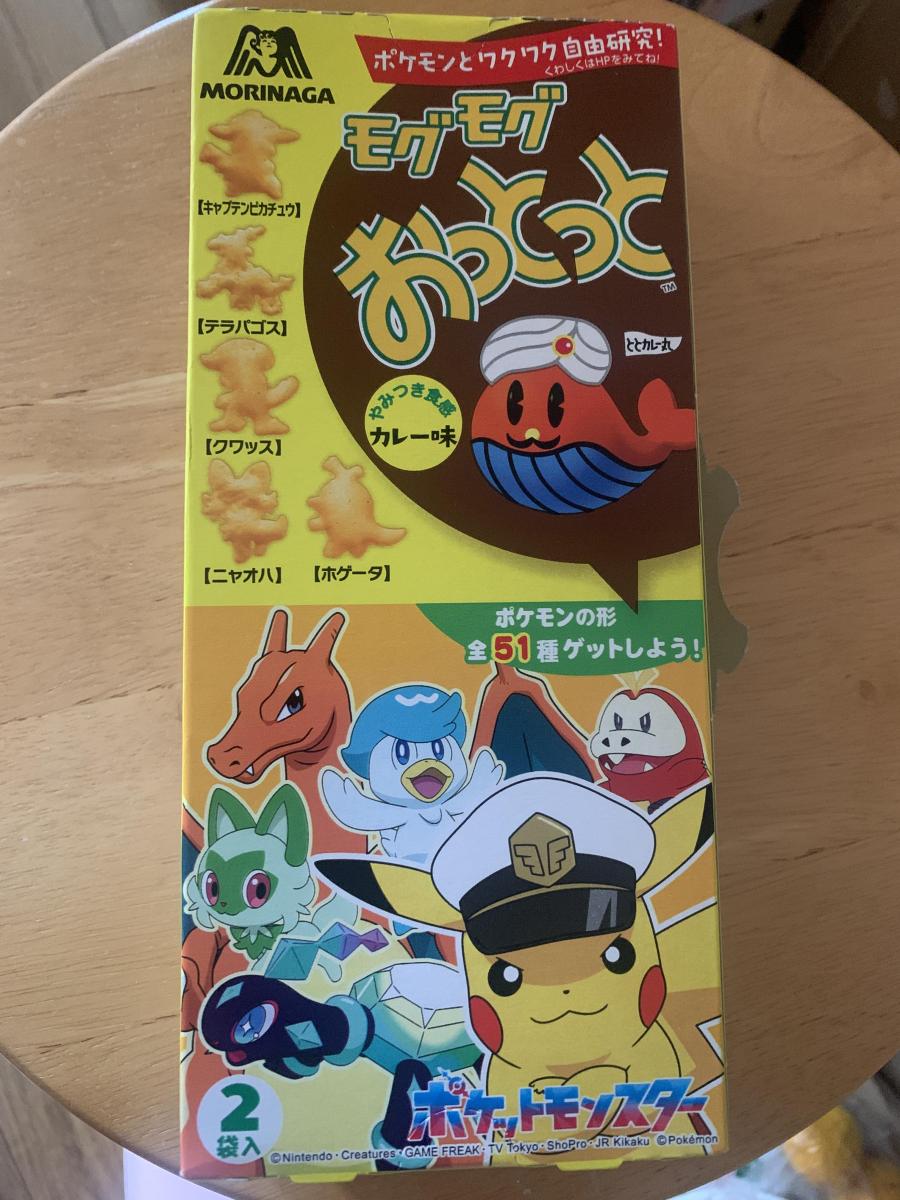 MORINAGA
ポケモンとワクワク自由研究!
くわしくはHPをみてね!
モグモグ
おっとっと
TM
【キャプテンピカチュウ】
【テラパゴス】
【クワッス】
【ニャオハ】
【ホゲータ】
ととカレー丸
やみつき食感
カレー味
ポケモンの形
全51種ゲットしよう!
2
袋入
ポケットモンスター
©Nintendo・Creatures・GAME FREAK・TV Tokyo・ShoPro・JR Kikaku ©Pokémon